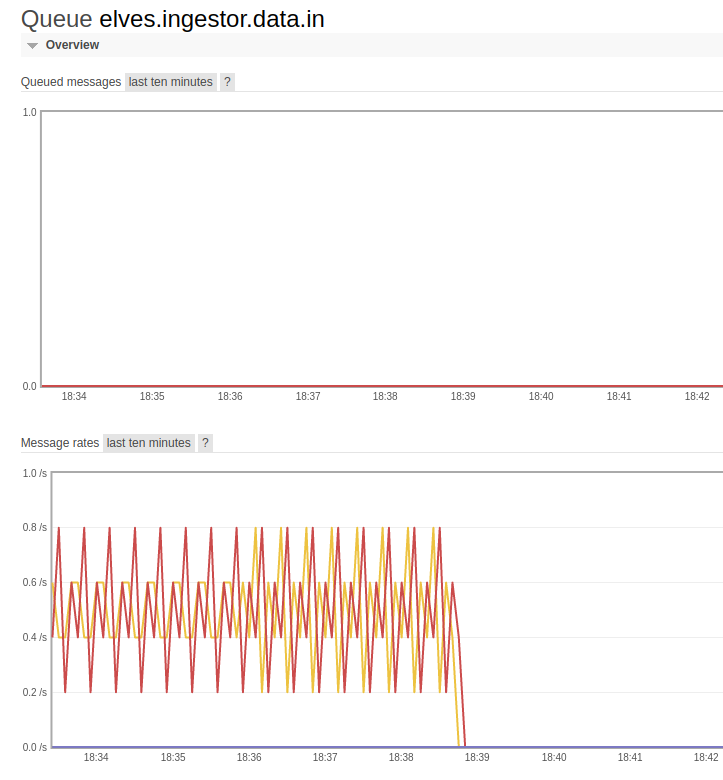 Queue elves.ingestor.data.in
Overview
Queued messages last ten minutes ?
1.0
0.0
18:34 18:35 18:36 18:37 18:38 18:39 18:40 18:41 18:42
Message rates last ten minutes ?
1.0 /s
0.8 /s
0.6 /s
0.4 /s
0.2 /s
0.0 /s
18:34 18:35 18:36 18:37 18:38 18:39 18:40 18:41 18:42